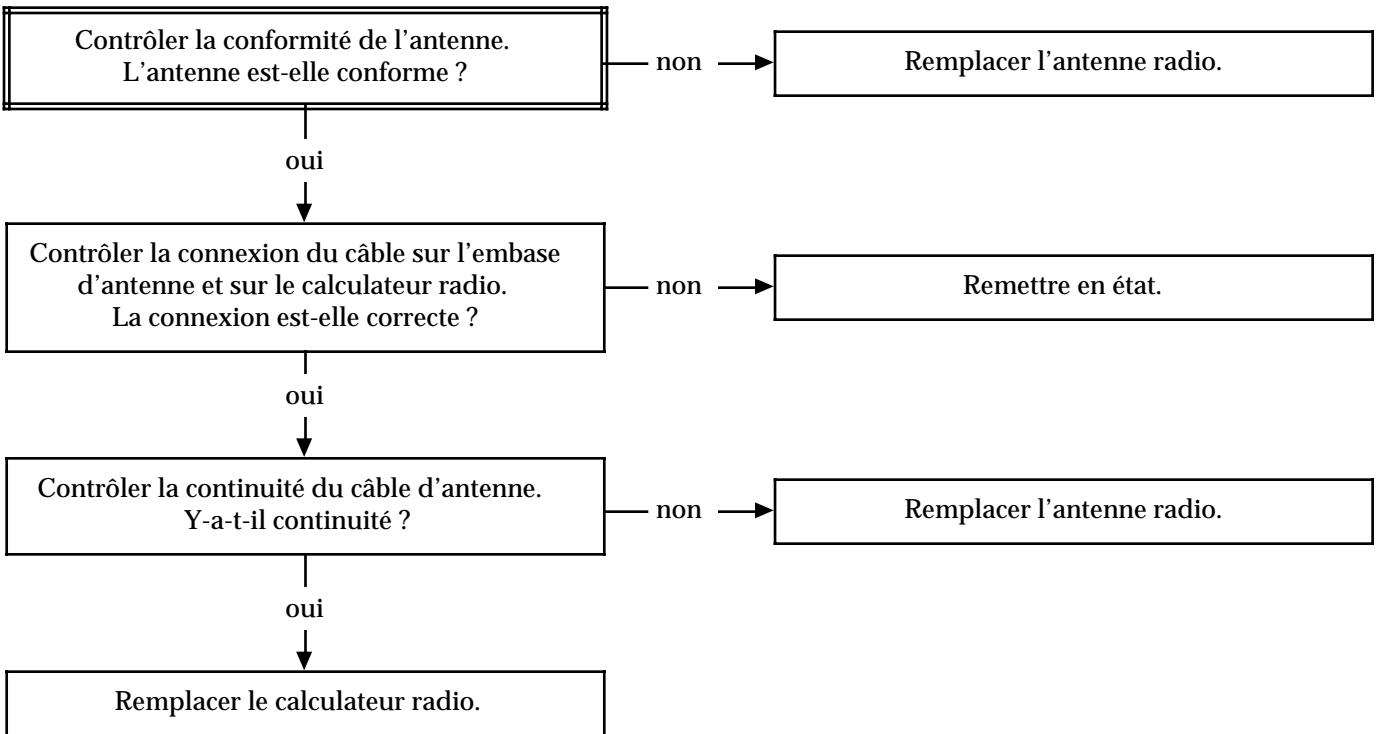 Contrôler la conformité de l’antenne.
L’antenne est-elle conforme ?
non
Remplacer l’antenne radio.
oui
Contrôler la connexion du câble sur l’embase
d’antenne et sur le calculateur radio.
La connexion est-elle correcte ?
non
Remettre en état.
oui
Contrôler la continuité du câble d’antenne.
Y-a-t-il continuité ?
non
Remplacer l’antenne radio.
oui
Remplacer le calculateur radio.